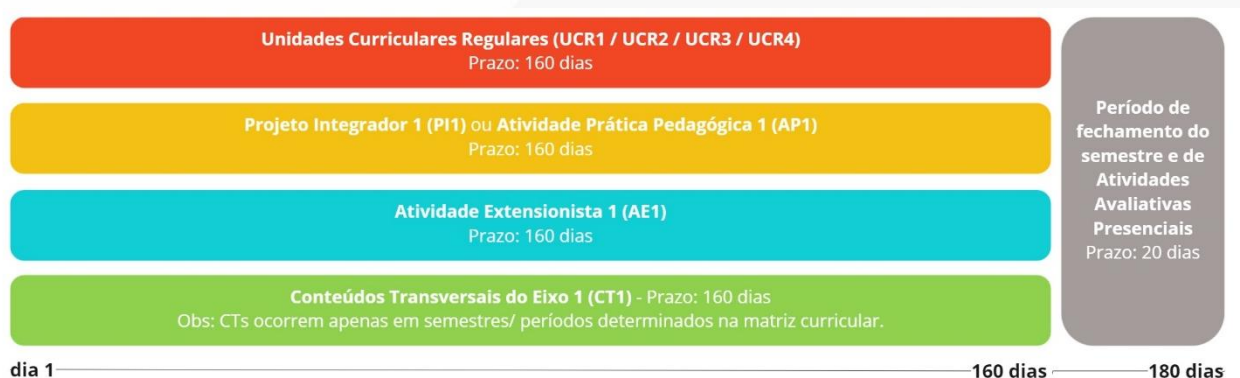 Unidades Curriculares Regulares (UCR1 / UCR2 / UCR3 / UCR4)
Prazo: 160 dias
Projeto Integrador 1 (PI1) ou Atividade Prática Pedagógica 1 (AP1)
Prazo: 160 dias
Atividade Extensionista 1 (AE1)
Prazo: 160 dias
Conteúdos Transversais do Eixo 1 (CT1) - Prazo: 160 dias
Obs: CTs ocorrem apenas em semestres/ períodos determinados na matriz curricular.
Período de
fechamento do
semestre e de
Atividades
Avaliativas
Presenciais
Prazo: 20 dias
dia 1
160 dias
180 dias